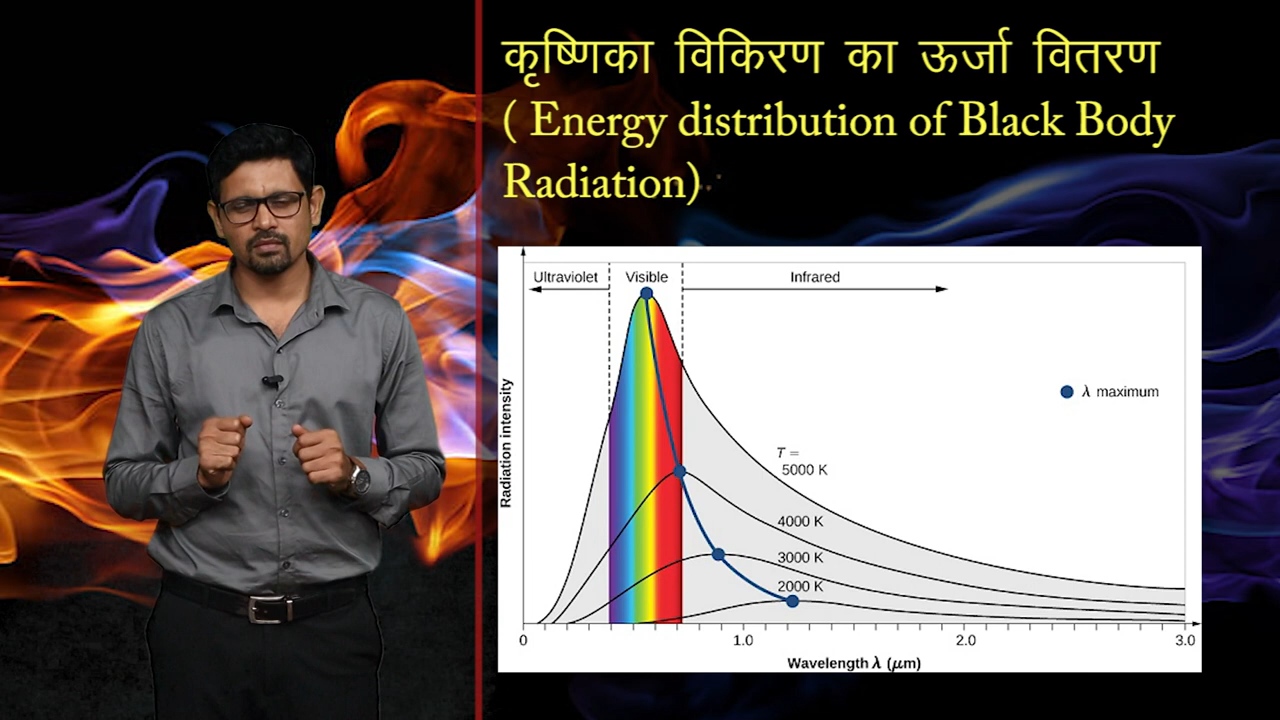 कृष्णिका विकिरण का ऊर्जा वितरण
( Energy distribution of Black Body
Radiation)
Ultraviolet
Visible
Infrared
λ maximum
T =
5000 K
4000 K
3000 K
2000 K
Radiation intensity
0
1.0
2.0
3.0
Wavelength λ (μm)